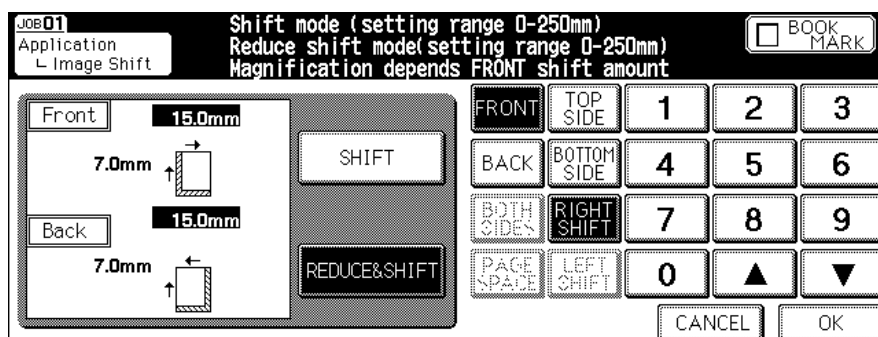 JOB01
Application
└ Image Shift
Shift mode (setting range 0-250mm)
Reduce shift mode(setting range 0-250mm)
Magnification depends FRONT shift amount
BOOK
MARK
Front
15.0mm
7.0mm
Back
15.0mm
7.0mm
SHIFT
REDUCE&SHIFT
FRONT
TOP
SIDE
1
2
3
BACK
BOTTOM
SIDE
4
5
6
BOTH
SIDES
RIGHT
SHIFT
7
8
9
PAGE
SPACE
LEFT
SHIFT
0
▲
▼
CANCEL
OK